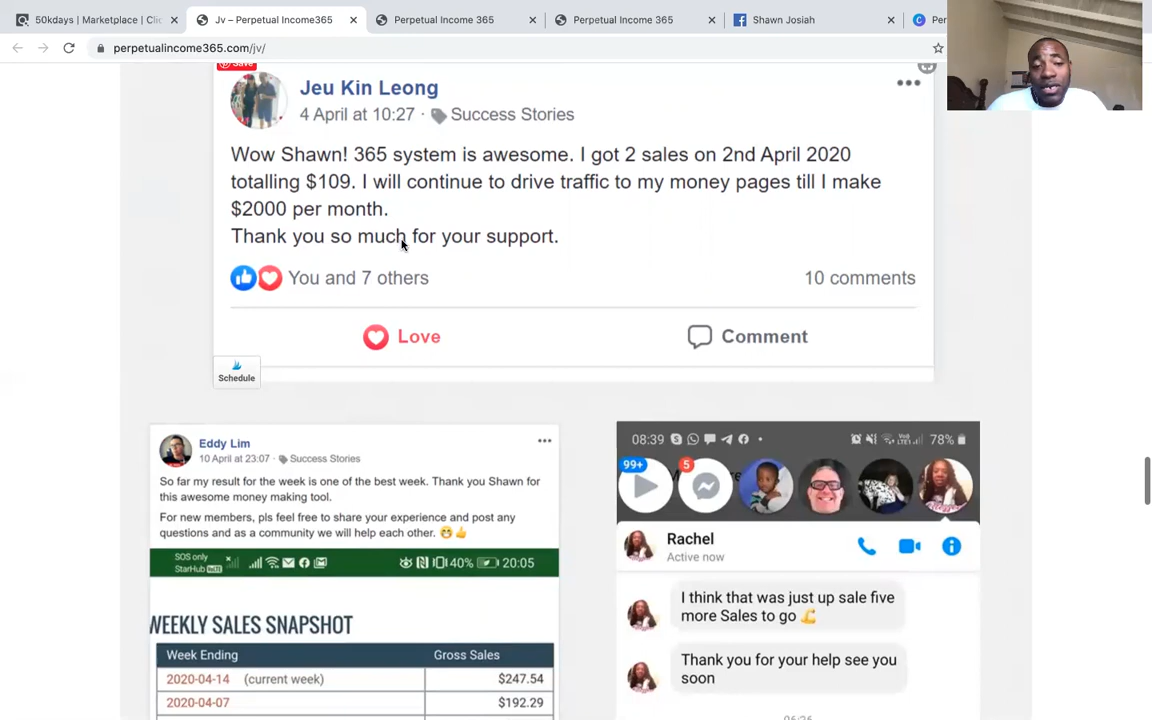 50kdays | Marketplace | Clic
Jv – Perpetual Income365
Perpetual Income 365
Perpetual Income 365
Shawn Josiah
Per
perpetualincome365.com/jv/
Save
Jeu Kin Leong
4 April at 10:27 · Success Stories
Wow Shawn! 365 system is awesome. I got 2 sales on 2nd April 2020
totalling $109. I will continue to drive traffic to my money pages till I make
$2000 per month.
Thank you so much for your support.
You and 7 others
10 comments
Love
Comment
Schedule
Eddy Lim
10 April at 23:07 · Success Stories
So far my result for the week is one of the best week. Thank you Shawn for
this awesome money making tool.
For new members, pls feel free to share your experience and post any
questions and as a community we will help each other. 😁👍
SOS only
StarHub
40%
20:05
WEEKLY SALES SNAPSHOT
Week Ending
Gross Sales
2020-04-14 (current week)
$247.54
2020-04-07
$192.29
08:39
78%
99+
5
Rachel
Active now
I think that was just up sale five
more Sales to go 💪
Thank you for your help see you
soon